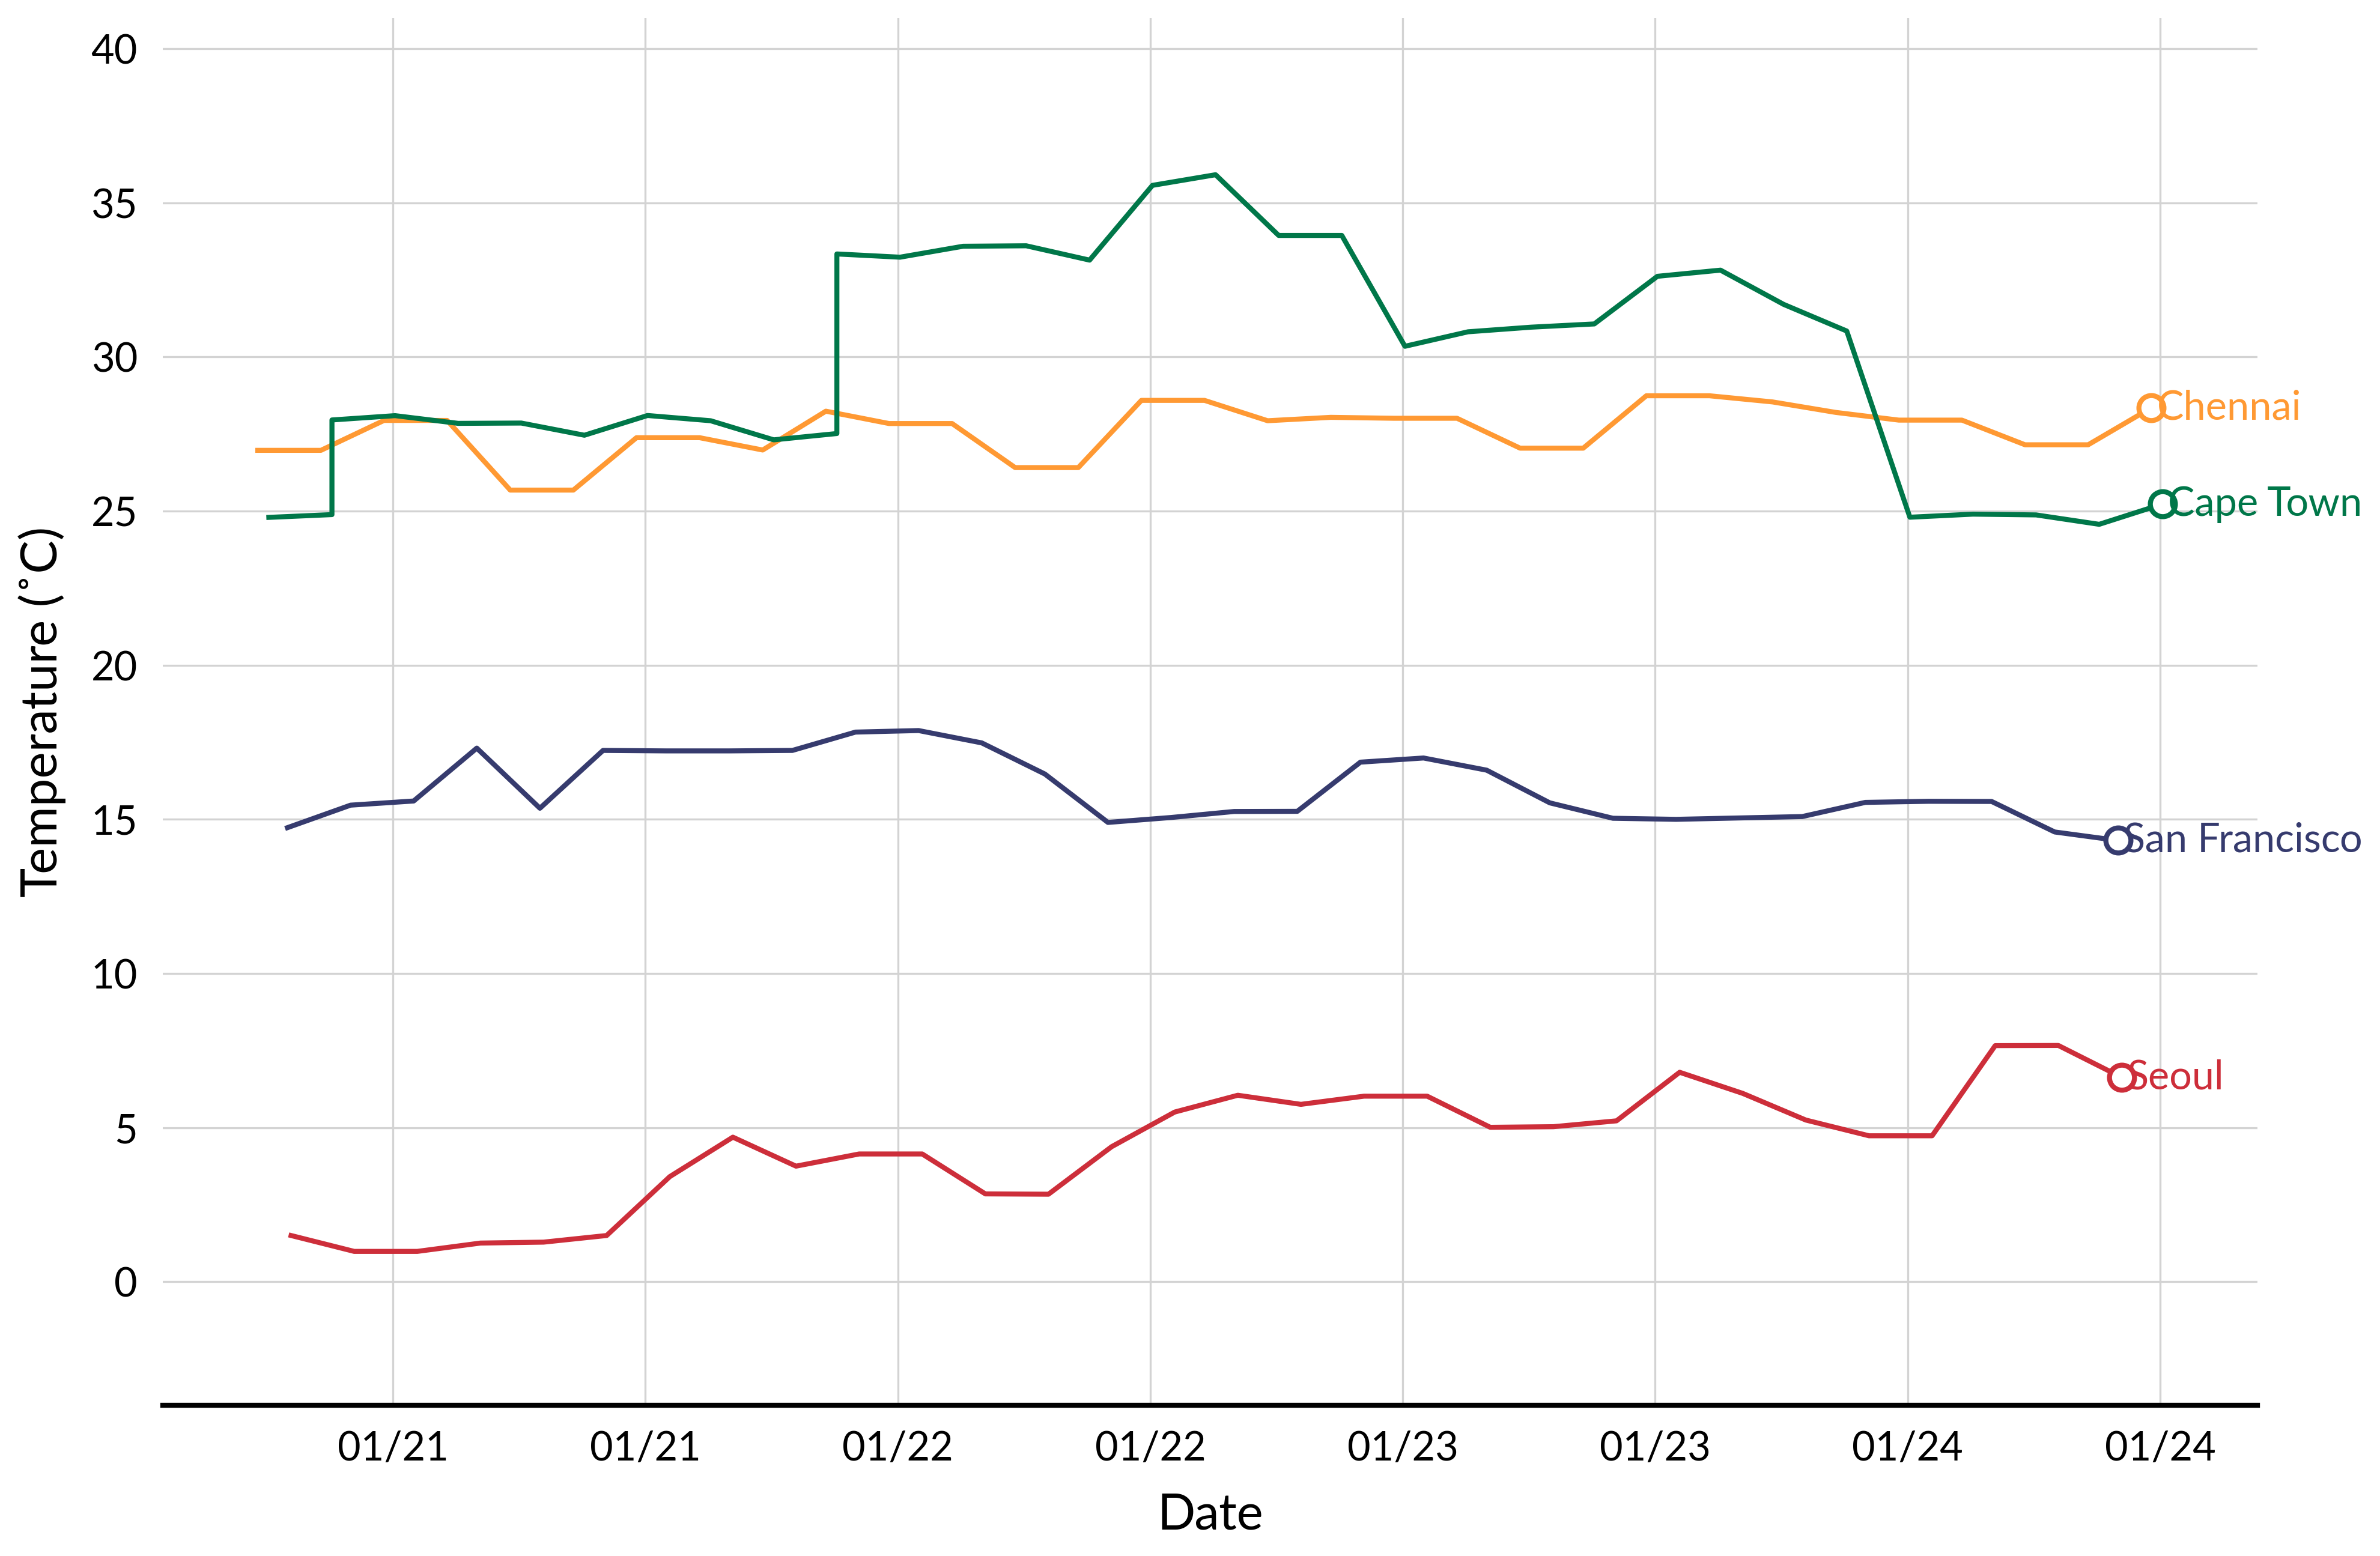 40
35
30
25
20
15
10
5
0
Temperature (˚C)
Chennai
Cape Town
San Francisco
Seoul
01/21 01/21 01/22 01/22 01/23 01/23 01/24 01/24
Date